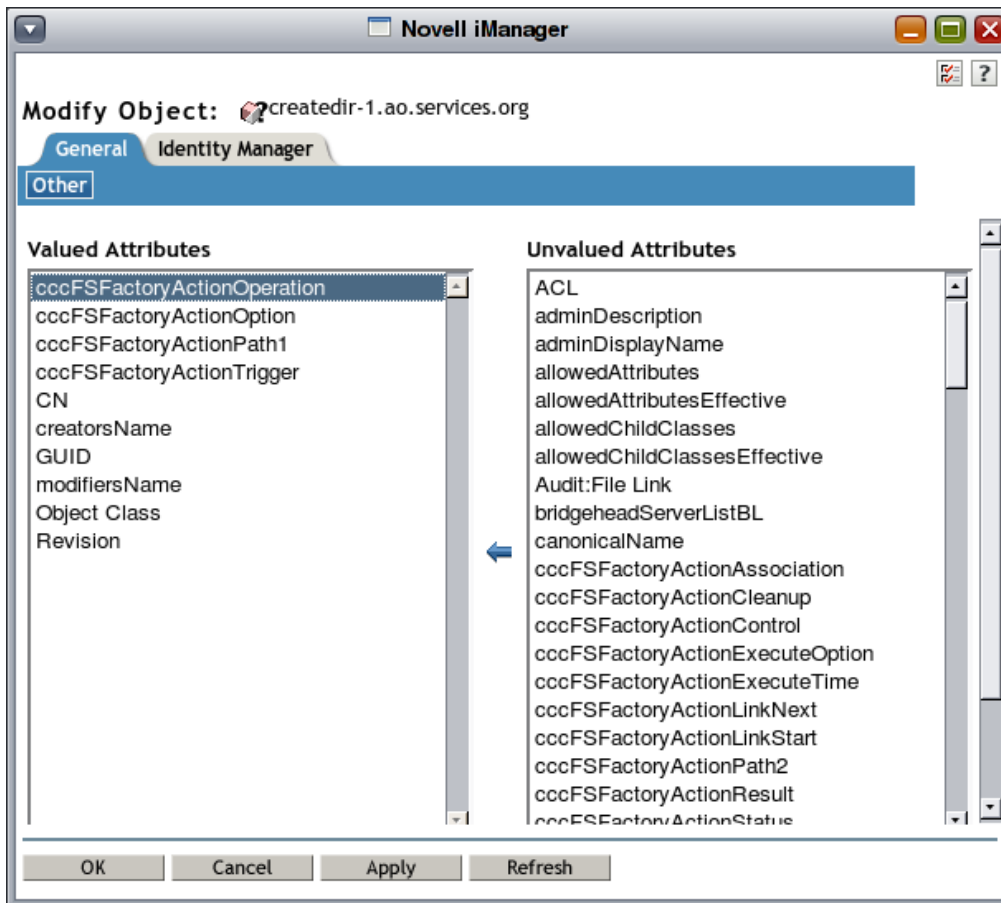 Novell iManager
?
Modify Object: createdir-1.ao.services.org
General Identity Manager
Other
Valued Attributes
cccFSFactoryActionOperation
cccFSFactoryActionOption
cccFSFactoryActionPath1
cccFSFactoryActionTrigger
CN
creatorsName
GUID
modifiersName
Object Class
Revision
Unvalued Attributes
ACL
adminDescription
adminDisplayName
allowedAttributes
allowedAttributesEffective
allowedChildClasses
allowedChildClassesEffective
Audit:File Link
bridgeheadServerListBL
canonicalName
cccFSFactoryActionAssociation
cccFSFactoryActionCleanup
cccFSFactoryActionControl
cccFSFactoryActionExecuteOption
cccFSFactoryActionExecuteTime
cccFSFactoryActionLinkNext
cccFSFactoryActionLinkStart
cccFSFactoryActionPath2
cccFSFactoryActionResult
cccFSFactoryActionStatus
OK Cancel Apply Refresh